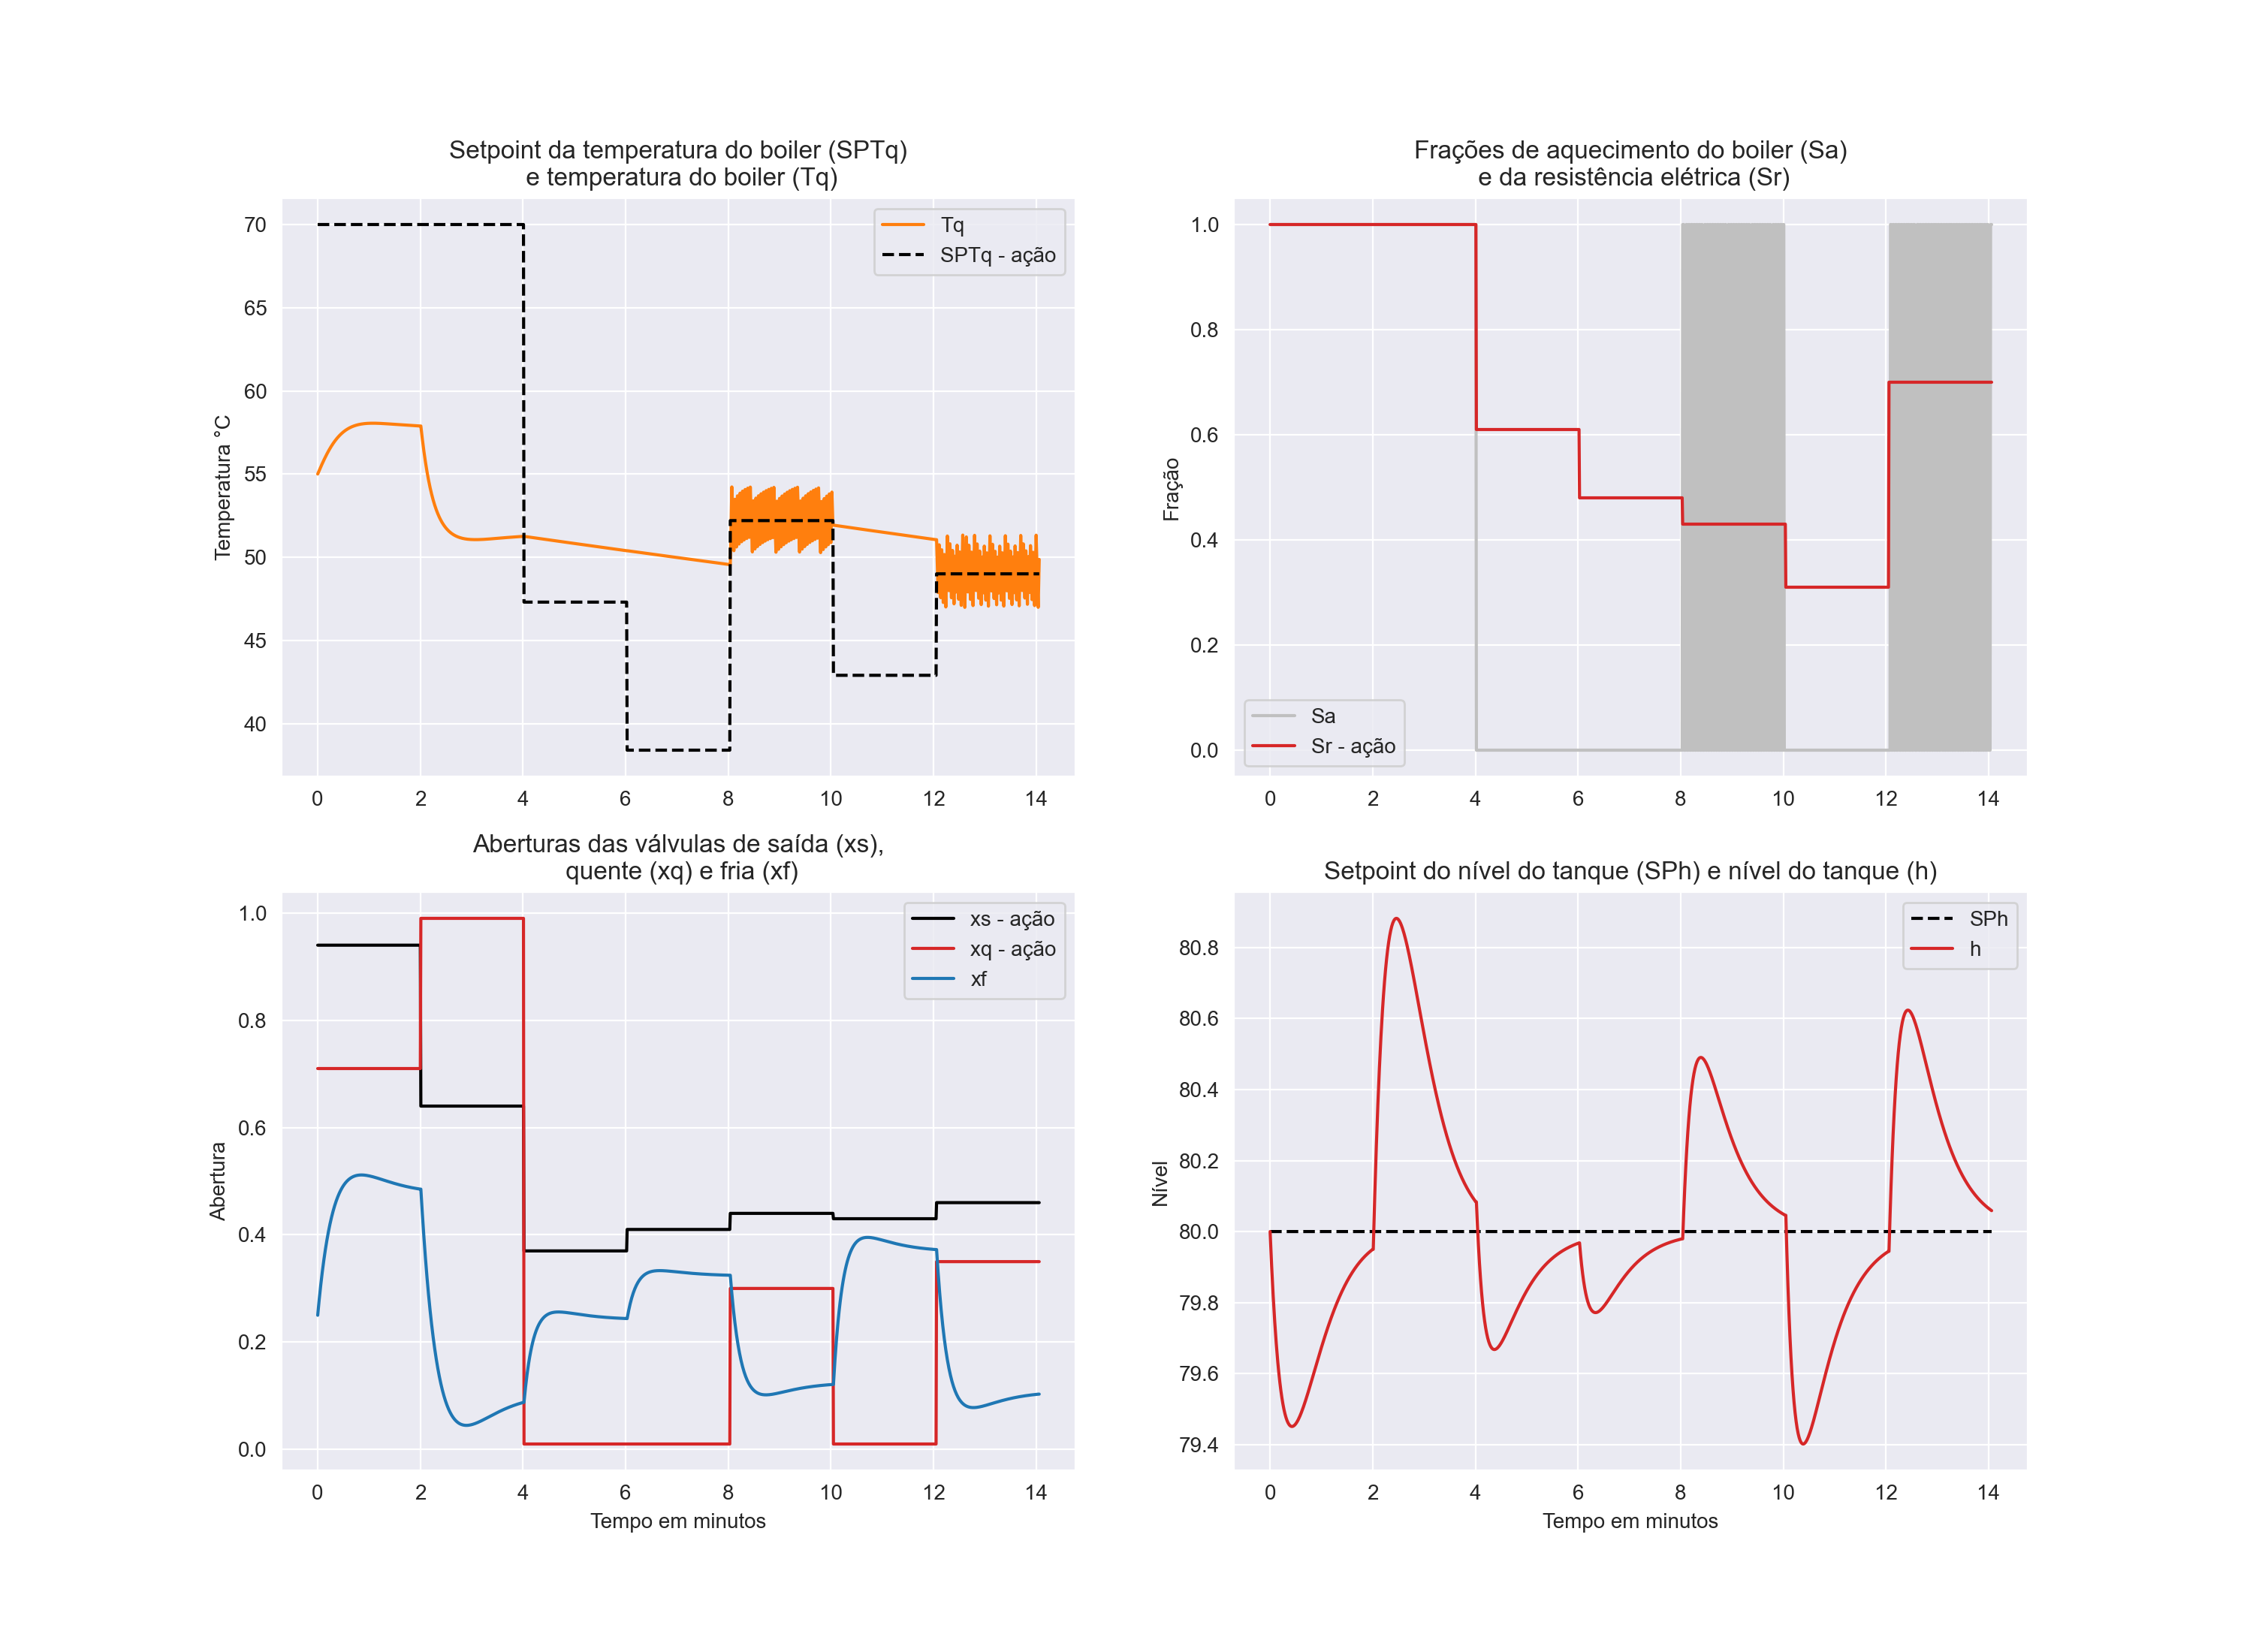 Setpoint da temperatura do boiler (SPTq)
e temperatura do boiler (Tq)
Temperatura °C
70
65
60
55
50
45
40
Tq
SPTq - ação
0 2 4 6 8 10 12 14
Frações de aquecimento do boiler (Sa)
e da resistência elétrica (Sr)
Fração
1.0
0.8
0.6
0.4
0.2
0.0
Sa
Sr - ação
0 2 4 6 8 10 12 14
Aberturas das válvulas de saída (xs),
quente (xq) e fria (xf)
Abertura
1.0
0.8
0.6
0.4
0.2
0.0
xs - ação
xq - ação
xf
0 2 4 6 8 10 12 14
Tempo em minutos
Setpoint do nível do tanque (SPh) e nível do tanque (h)
Nível
80.8
80.6
80.4
80.2
80.0
79.8
79.6
79.4
SPh
h
0 2 4 6 8 10 12 14
Tempo em minutos